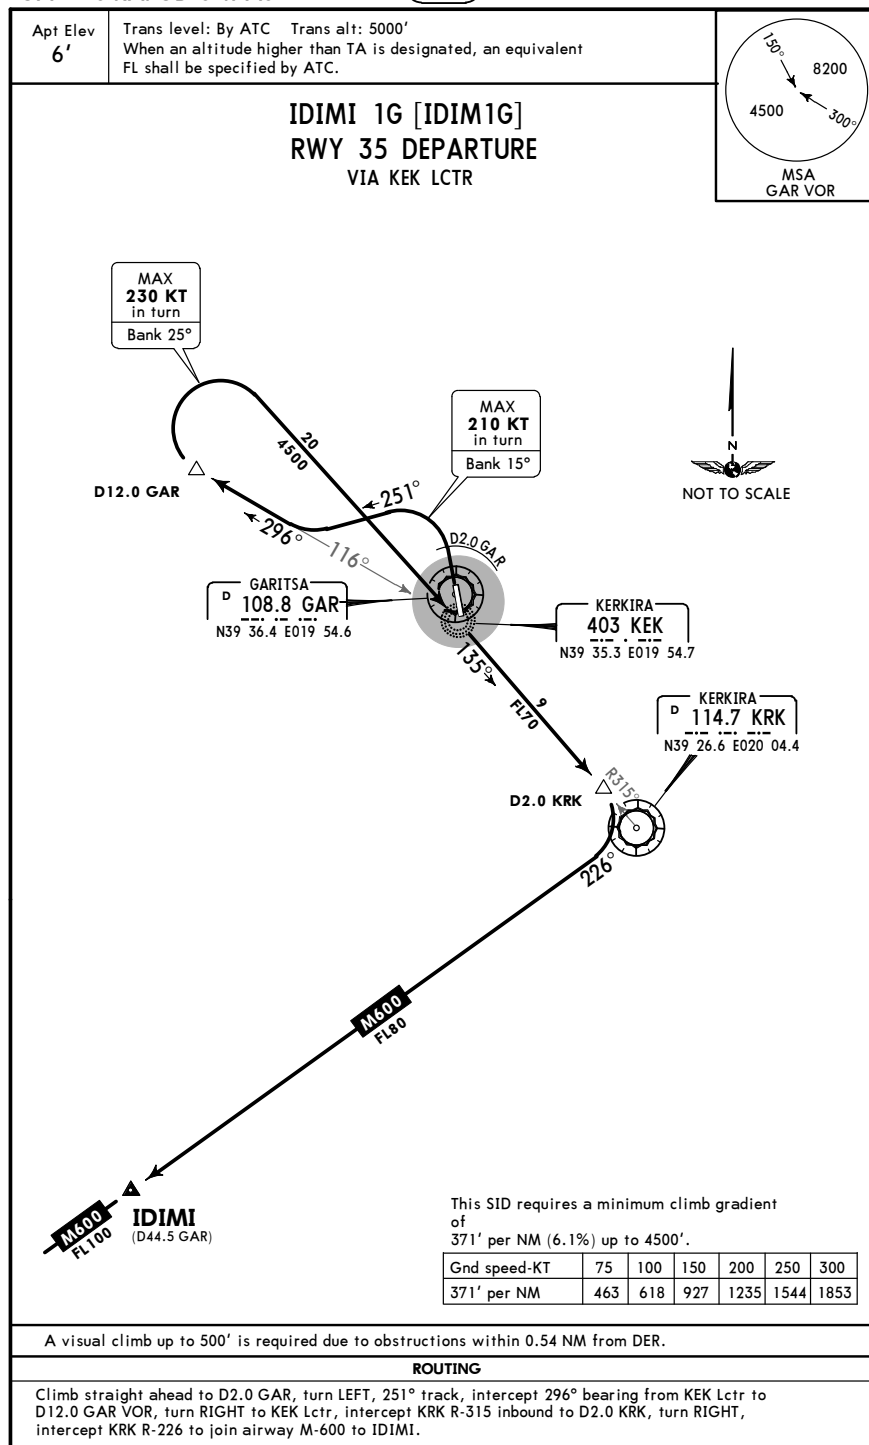 Apt Elev
6'
Trans level: By ATC Trans alt: 5000'
When an altitude higher than TA is designated, an equivalent
FL shall be specified by ATC.
150°
8200
4500
300°
MSA
GAR VOR
IDIMI 1G [IDIM1G]
RWY 35 DEPARTURE
VIA KEK LCTR
MAX
230 KT
in turn
Bank 25°
MAX
210 KT
in turn
Bank 15°
N
NOT TO SCALE
20
4500
D12.0 GAR
251°
296°
116°
D2.0 GAR
GARITSA
D 108.8 GAR
N39 36.4 E019 54.6
KERKIRA
403 KEK
N39 35.3 E019 54.7
135°
9
FL70
KERKIRA
D 114.7 KRK
N39 26.6 E020 04.4
R315°
D2.0 KRK
226°
M600
FL80
IDIMI
(D44.5 GAR)
M600
FL100
This SID requires a minimum climb gradient
of
371' per NM (6.1%) up to 4500'.
Gnd speed-KT 75 100 150 200 250 300
371' per NM 463 618 927 1235 1544 1853
A visual climb up to 500' is required due to obstructions within 0.54 NM from DER.
ROUTING
Climb straight ahead to D2.0 GAR, turn LEFT, 251° track, intercept 296° bearing from KEK Lctr to
D12.0 GAR VOR, turn RIGHT to KEK Lctr, intercept KRK R-315 inbound to D2.0 KRK, turn RIGHT,
intercept KRK R-226 to join airway M-600 to IDIMI.